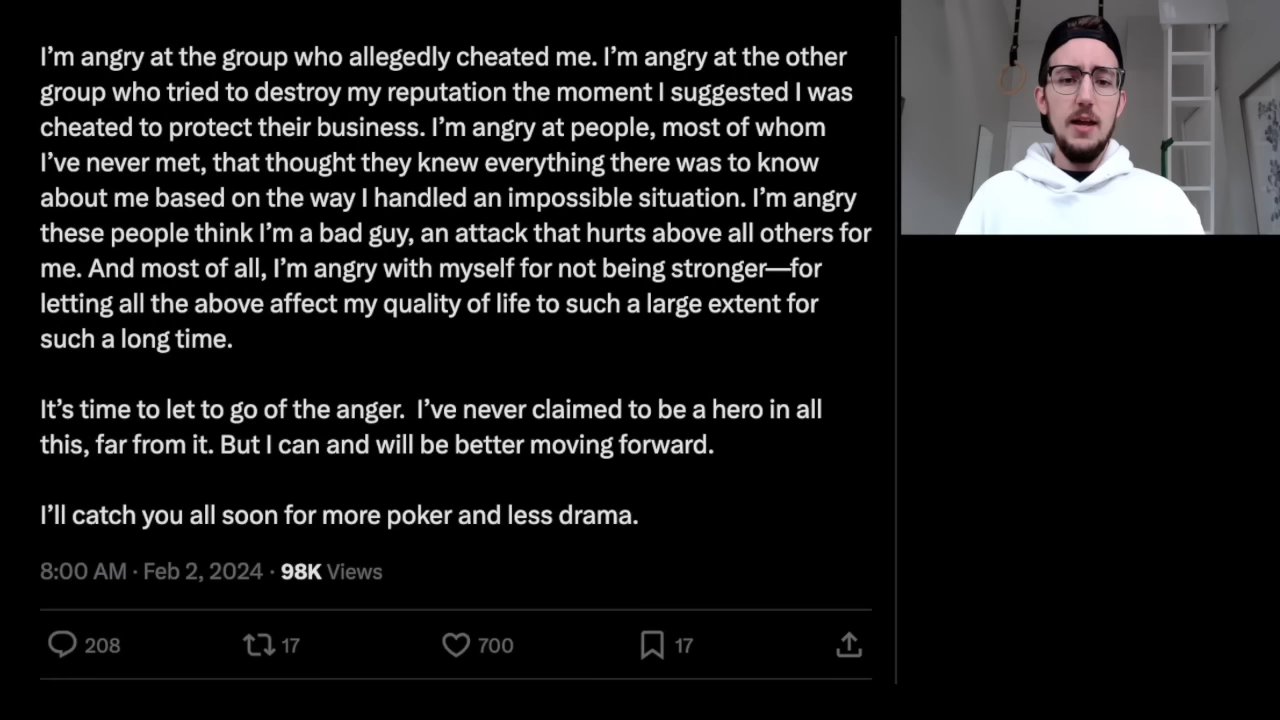 I’m angry at the group who allegedly cheated me. I’m angry at the other
group who tried to destroy my reputation the moment I suggested I was
cheated to protect their business. I’m angry at people, most of whom
I’ve never met, that thought they knew everything there was to know
about me based on the way I handled an impossible situation. I’m angry
these people think I’m a bad guy, an attack that hurts above all others for
me. And most of all, I’m angry with myself for not being stronger—for
letting all the above affect my quality of life to such a large extent for
such a long time.
It’s time to let to go of the anger.  I’ve never claimed to be a hero in all
this, far from it. But I can and will be better moving forward.
I’ll catch you all soon for more poker and less drama.
8:00 AM · Feb 2, 2024 · 98K Views
208 17 700 17